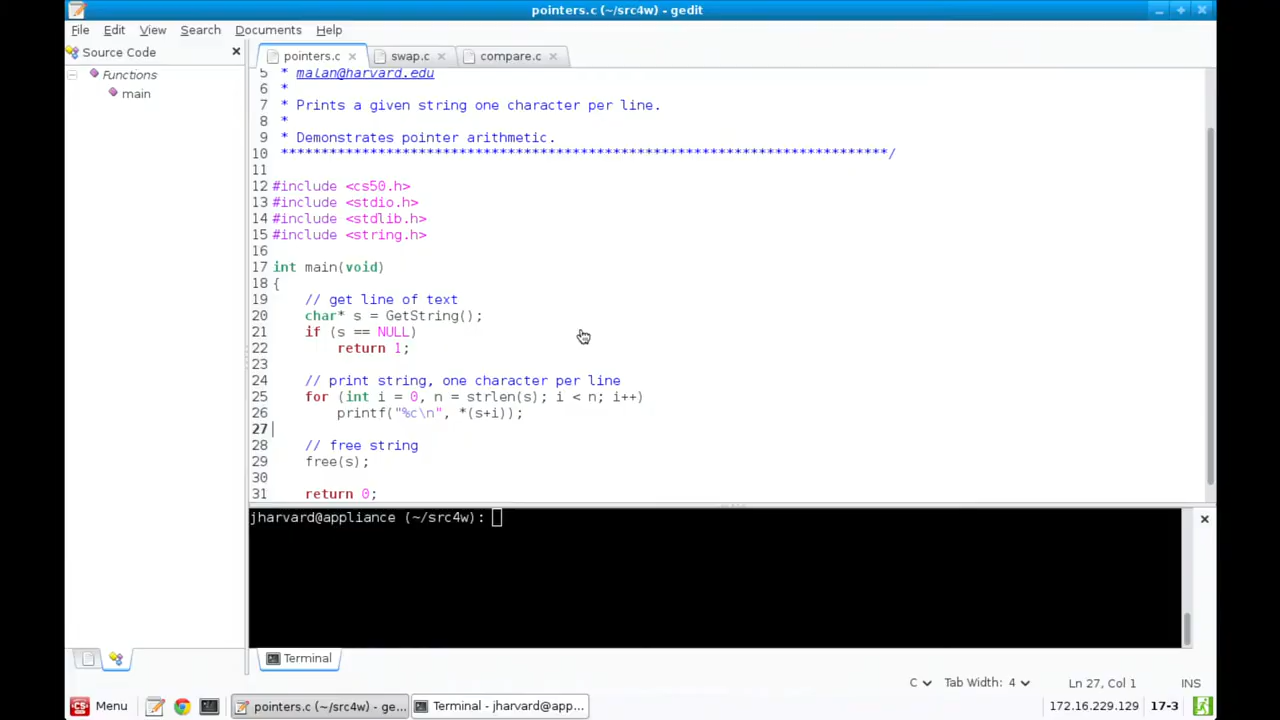 pointers.c (~/src4w) - gedit
File Edit View Search Documents Help
Source Code
pointers.c swap.c compare.c
Functions
main
5 * malan@harvard.edu
6 *
7 * Prints a given string one character per line.
8 *
9 * Demonstrates pointer arithmetic.
10 ***************************************************************************/
11
12 #include <cs50.h>
13 #include <stdio.h>
14 #include <stdlib.h>
15 #include <string.h>
16
17 int main(void)
18 {
19     // get line of text
20     char* s = GetString();
21     if (s == NULL)
22         return 1;
23
24     // print string, one character per line
25     for (int i = 0, n = strlen(s); i < n; i++)
26         printf("%c\n", *(s+i));
27
28     // free string
29     free(s);
30
31     return 0;
jharvard@appliance (~/src4w):
Terminal
C Tab Width: 4 Ln 27, Col 1 INS
Menu pointers.c (~/src4w) - ge... Terminal - jharvard@app... 172.16.229.129 17-3